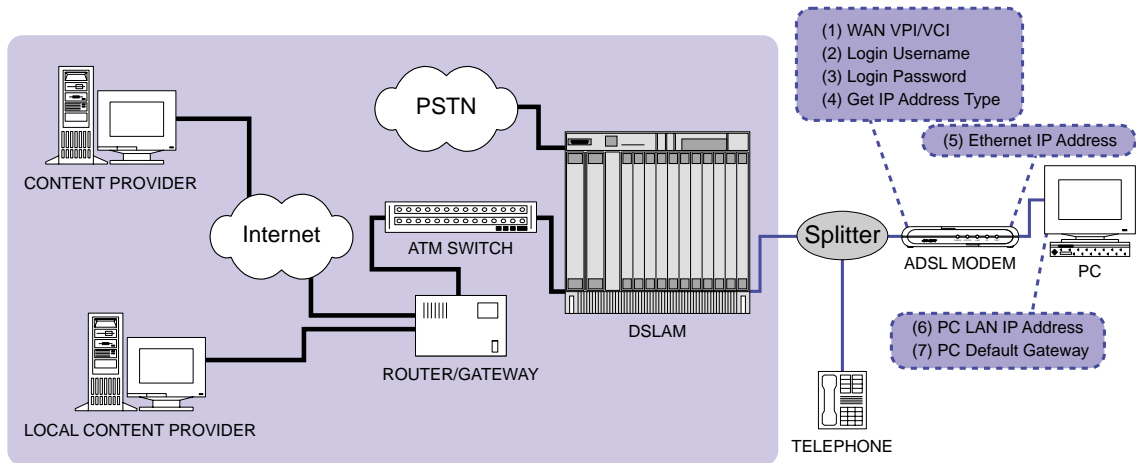 (1) WAN VPI/VCI
(2) Login Username
(3) Login Password
(4) Get IP Address Type
(5) Ethernet IP Address
PSTN
CONTENT PROVIDER
Internet
ATM SWITCH
Splitter
ADSL MODEM
PC
DSLAM
(6) PC LAN IP Address
(7) PC Default Gateway
ROUTER/GATEWAY
LOCAL CONTENT PROVIDER
TELEPHONE